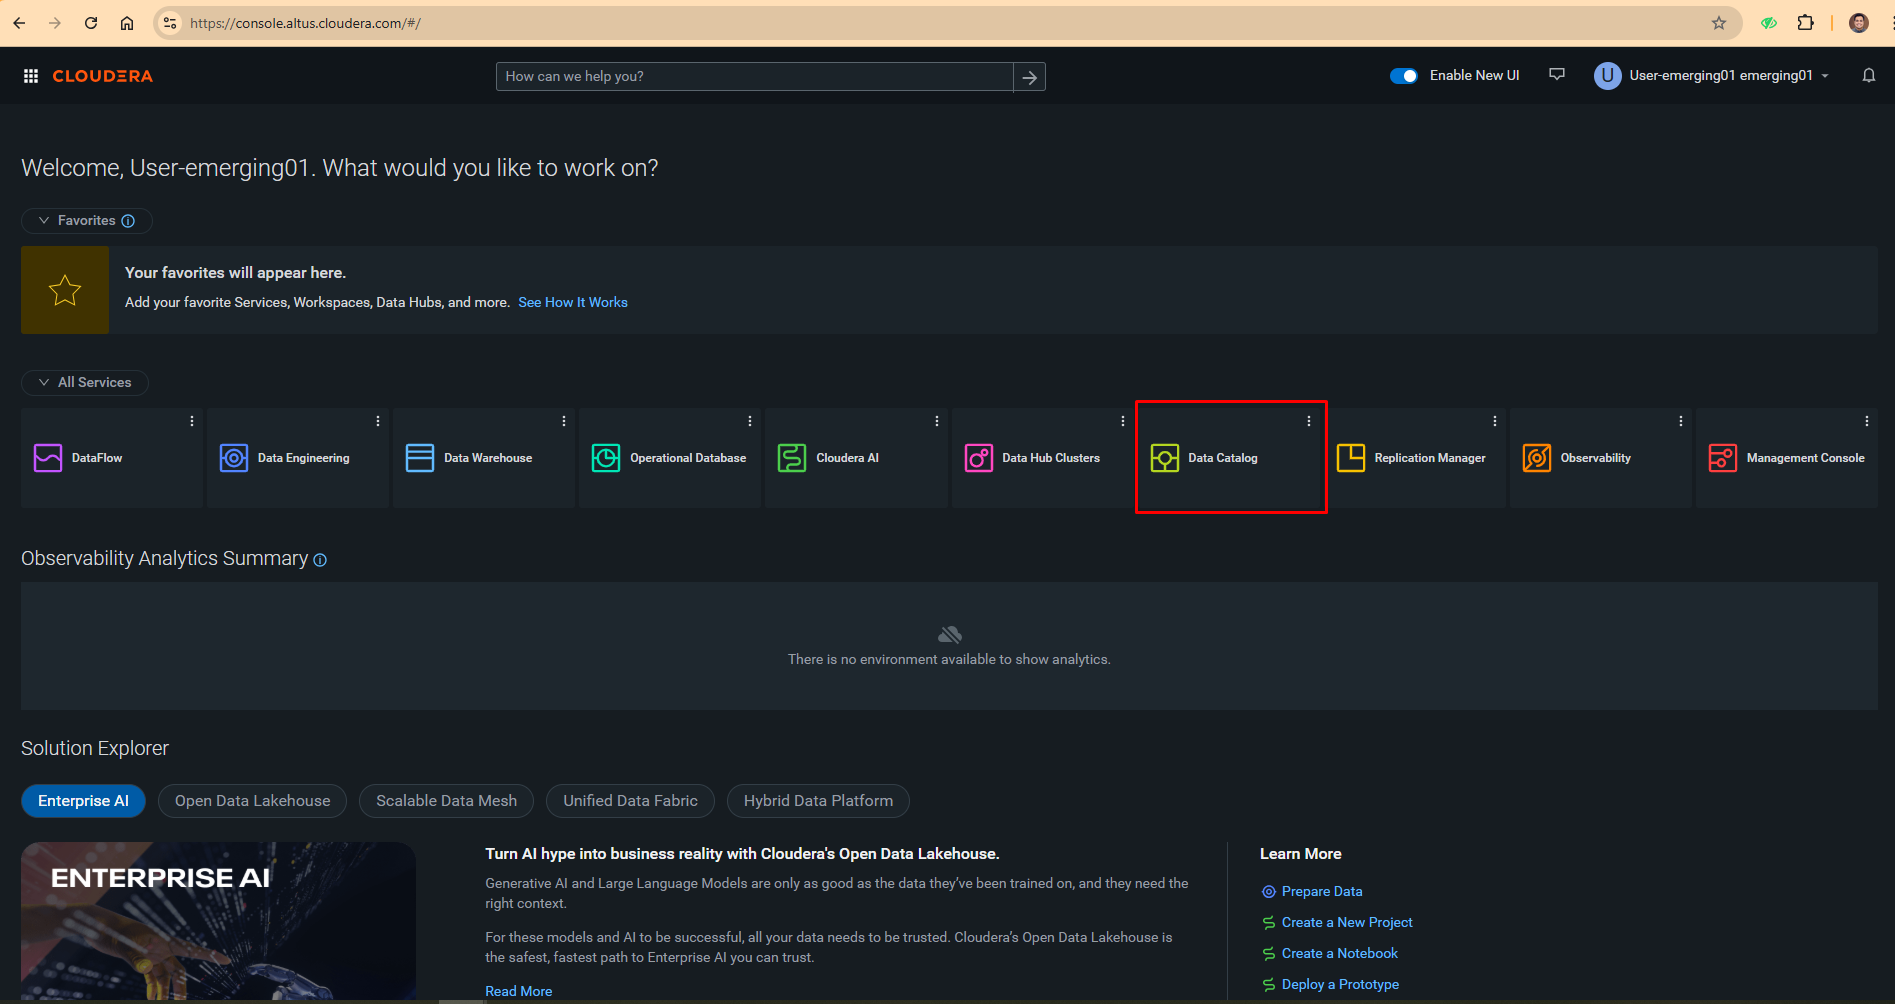 https://console.altus.cloudera.com/#/
CLOUDERA
How can we help you?
Enable New UI
U
User-emerging01 emerging01
Welcome, User-emerging01. What would you like to work on?
Favorites
Your favorites will appear here.
Add your favorite Services, Workspaces, Data Hubs, and more. See How It Works
All Services
DataFlow
Data Engineering
Data Warehouse
Operational Database
Cloudera AI
Data Hub Clusters
Data Catalog
Replication Manager
Observability
Management Console
Observability Analytics Summary
There is no environment available to show analytics.
Solution Explorer
Enterprise AI
Open Data Lakehouse
Scalable Data Mesh
Unified Data Fabric
Hybrid Data Platform
ENTERPRISE AI
Turn AI hype into business reality with Cloudera's Open Data Lakehouse.
Generative AI and Large Language Models are only as good as the data they’ve been trained on, and they need the
right context.
For these models and AI to be successful, all your data needs to be trusted. Cloudera’s Open Data Lakehouse is
the safest, fastest path to Enterprise AI you can trust.
Read More
Learn More
Prepare Data
Create a New Project
Create a Notebook
Deploy a Prototype